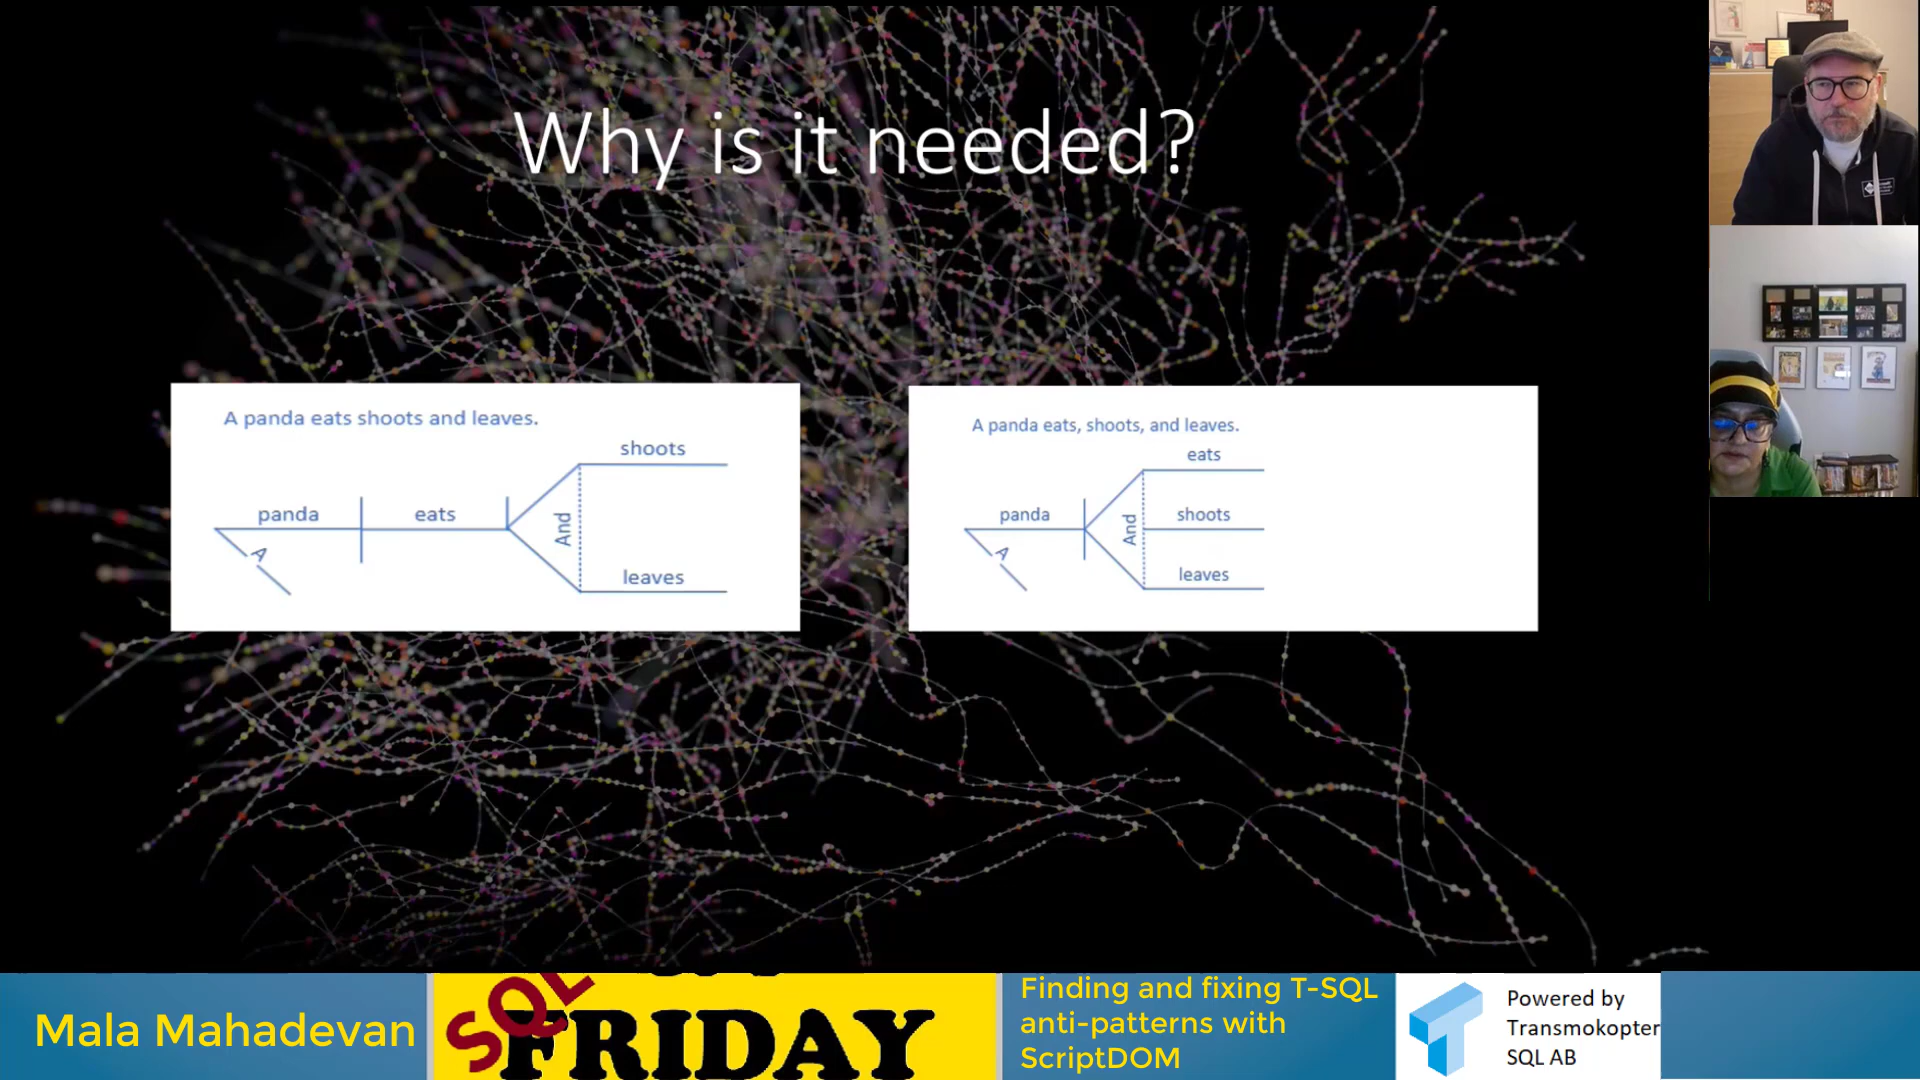 Why is it needed?
A panda eats shoots and leaves.
shoots
panda
eats
And
A
leaves
A panda eats, shoots, and leaves.
eats
panda
And
shoots
A
leaves
Mala Mahadevan
SQL
FRIDAY
Finding and fixing T-SQL
anti-patterns with
ScriptDOM
Powered by
Transmokopter
SQL AB